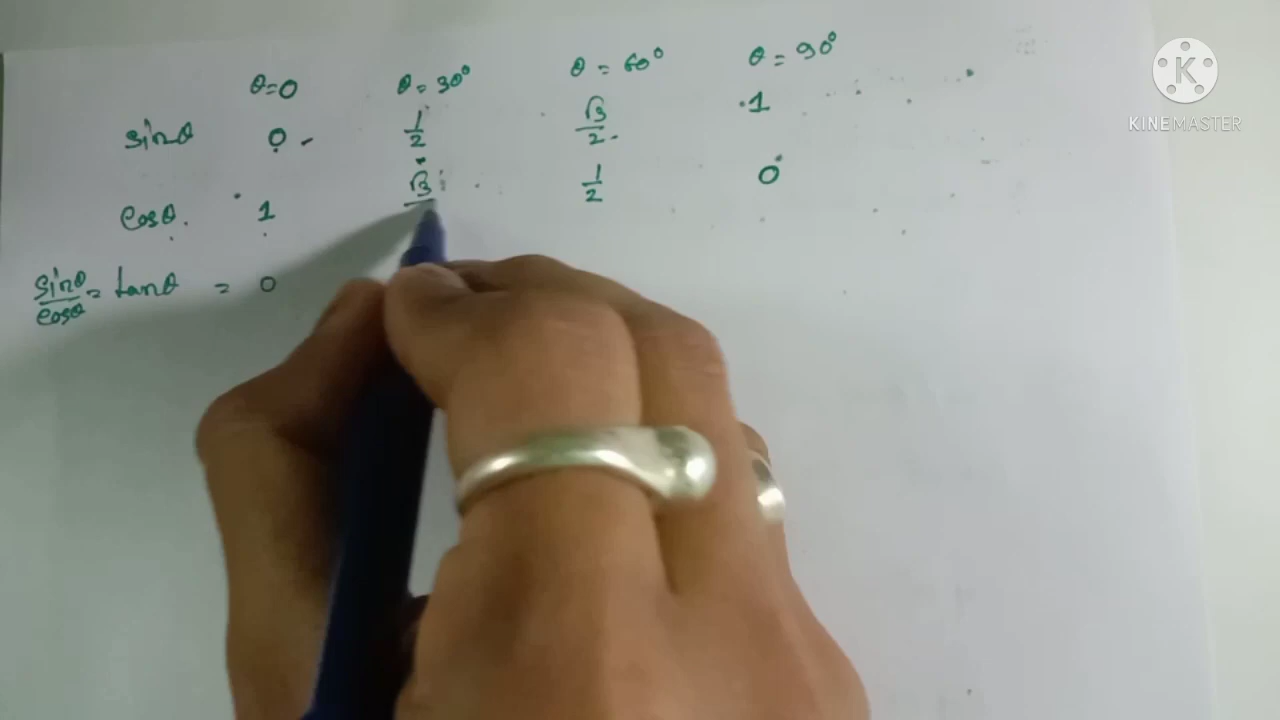 θ=0 θ=30° θ=60° θ=90°
sinθ 0 1/2 √3/2 1
cosθ 1 √3/ 1/2 0
sinθ/cosθ = tanθ = 0
K
KINEMASTER